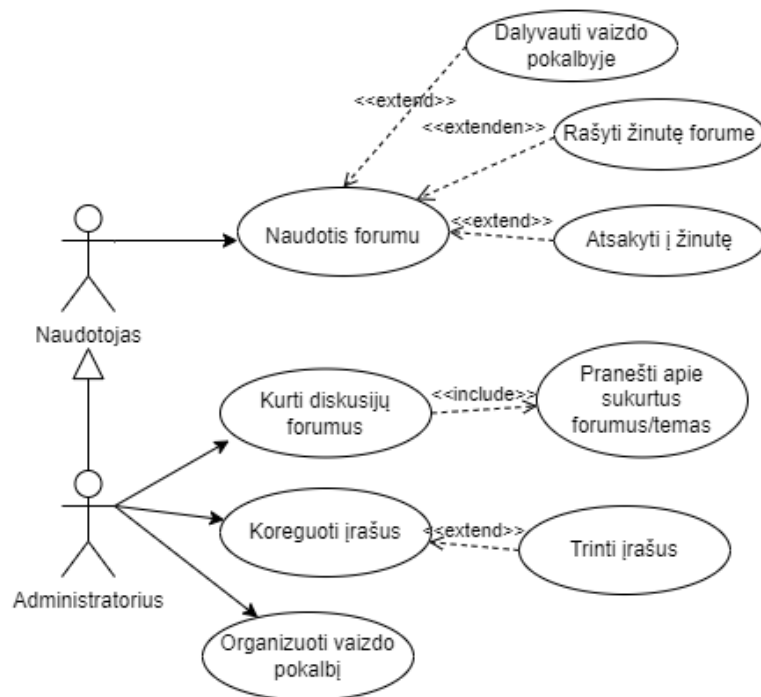 Dalyvauti vaizdo
pokalbyje
<<extend>>
<<extenden>>
Rašyti žinutę forume
Naudotis forumu
<<extend>>
Atsakyti į žinutę
Naudotojas
Kurti diskusijų
forumus
<<include>>
Pranešti apie
sukurtus
forumus/temas
Koreguoti įrašus
<<extend>>
Trinti įrašus
Administratorius
Organizuoti vaizdo
pokalbį